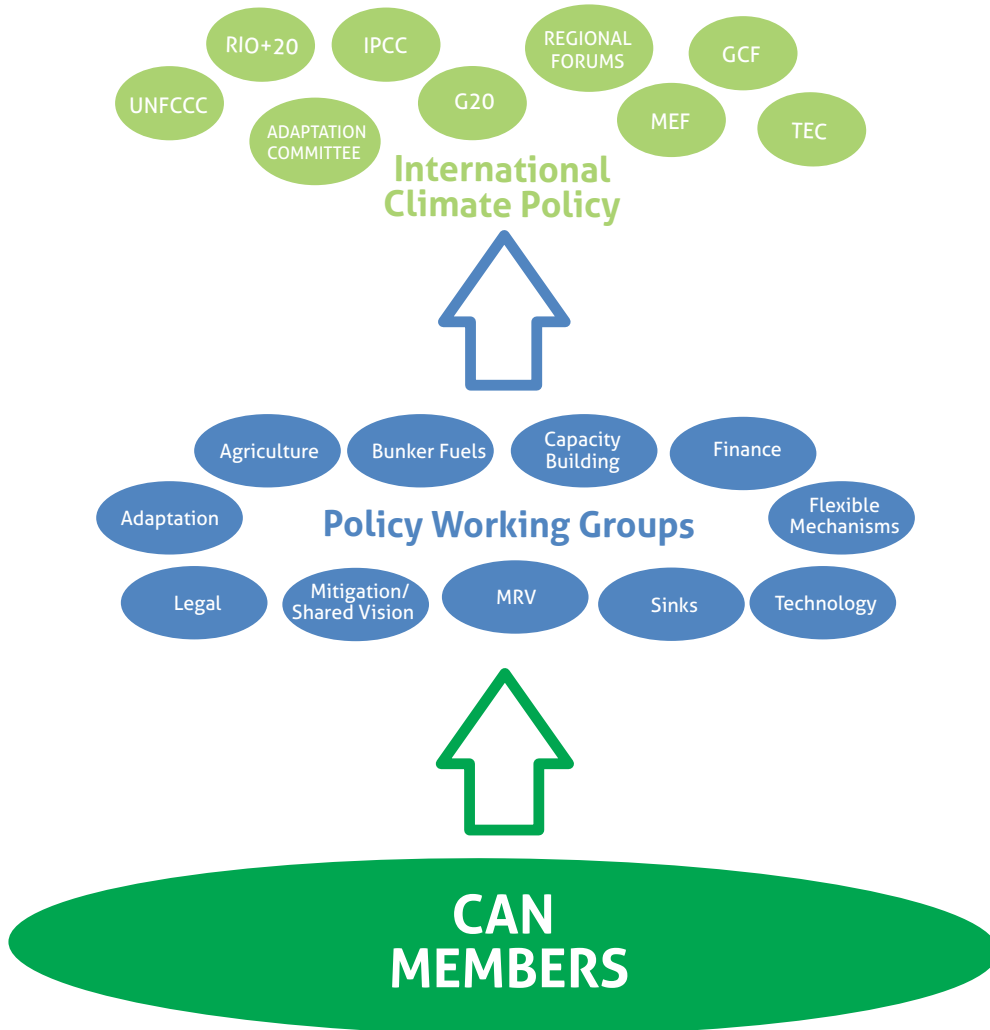 RIO+20
IPCC
REGIONAL
FORUMS
GCF
UNFCCC
G20
MEF
TEC
ADAPTATION
COMMITTEE
International
Climate Policy
Agriculture
Bunker Fuels
Capacity
Building
Finance
Adaptation
Policy Working Groups
Flexible
Mechanisms
Legal
Mitigation/
Shared Vision
MRV
Sinks
Technology
CAN
MEMBERS